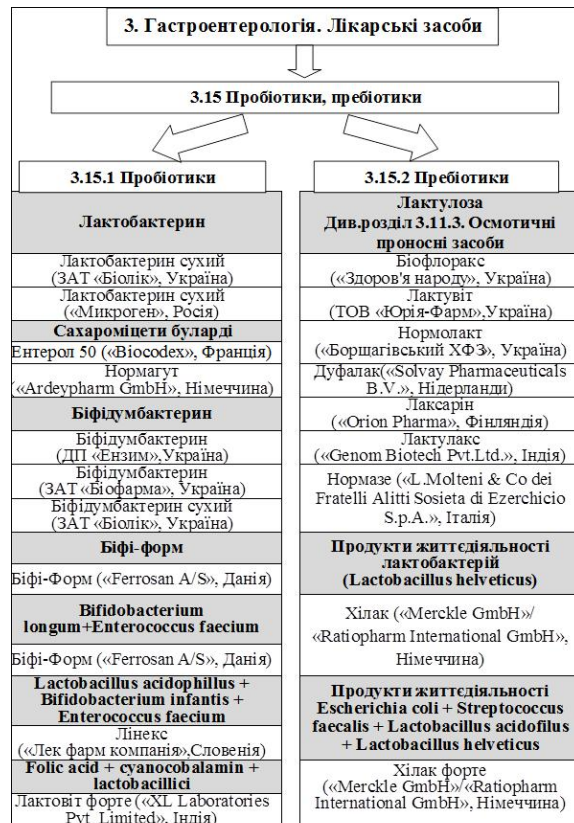 3. Гастроентерологія. Лікарські засоби
3.15 Пробіотики, пребіотики
3.15.1 Пробіотики
Лактобактерин
Лактобактерин сухий
(ЗАТ «Біолік», Україна)
Лактобактерин сухий
(«Микроген», Росія)
Сахароміцети буларді
Ентерол 50 («Biocodex», Франція)
Нормагут
(«Ardeypharm GmbH», Німеччина)
Біфідумбактерин
Біфідумбактерин
(ДП «Ензим»,Україна)
Біфідумбактерин
(ЗАТ «Біофарма», Україна)
Біфідумбактерин сухий
(ЗАТ «Біолік», Україна)
Біфі-форм
Біфі-Форм («Ferrosan A/S», Данія)
Bifidobacterium
longum+Enterococcus faecium
Біфі-Форм («Ferrosan A/S», Данія)
Lactobacillus acidophillus +
Bifidobacterium infantis +
Enterococcus faecium
Лінекс
(«Лек фарм компанія»,Словенія)
Folic acid + cyanocobalamin +
lactobacillici
Лактовіт форте («XL Laboratories
Pvt. Limited», Індія)
3.15.2 Пребіотики
Лактулоза
Див.розділ 3.11.3. Осмотичні
проносні засоби
Біофлоракс
(«Здоров'я народу», Україна)
Лактувіт
(ТОВ «Юрія-Фарм»,Україна)
Нормолакт
(«Борщагівський ХФЗ», Україна)
Дуфалак(«Solvay Pharmaceuticals
B.V.», Нідерланди
Лаксарін
(«Orion Pharma», Фінляндія)
Лактулакс
(«Genom Biotech Pvt.Ltd.», Індія)
Нормазе («L.Molteni & Co dei
Fratelli Alitti Sosieta di Ezerchicio
S.p.A.», Італія)
Продукти життєдіяльності
лактобактерій
(Lactobacillus helveticus)
Хілак («Merckle GmbH»/
«Ratiopharm International GmbH»,
Німеччина)
Продукти життєдіяльності
Escherichia coli + Streptococcus
faecalis + Lactobacillus acidofilus
+ Lactobacillus helveticus
Хілак форте
(«Merckle GmbH»/«Ratiopharm
International GmbH», Німеччина)